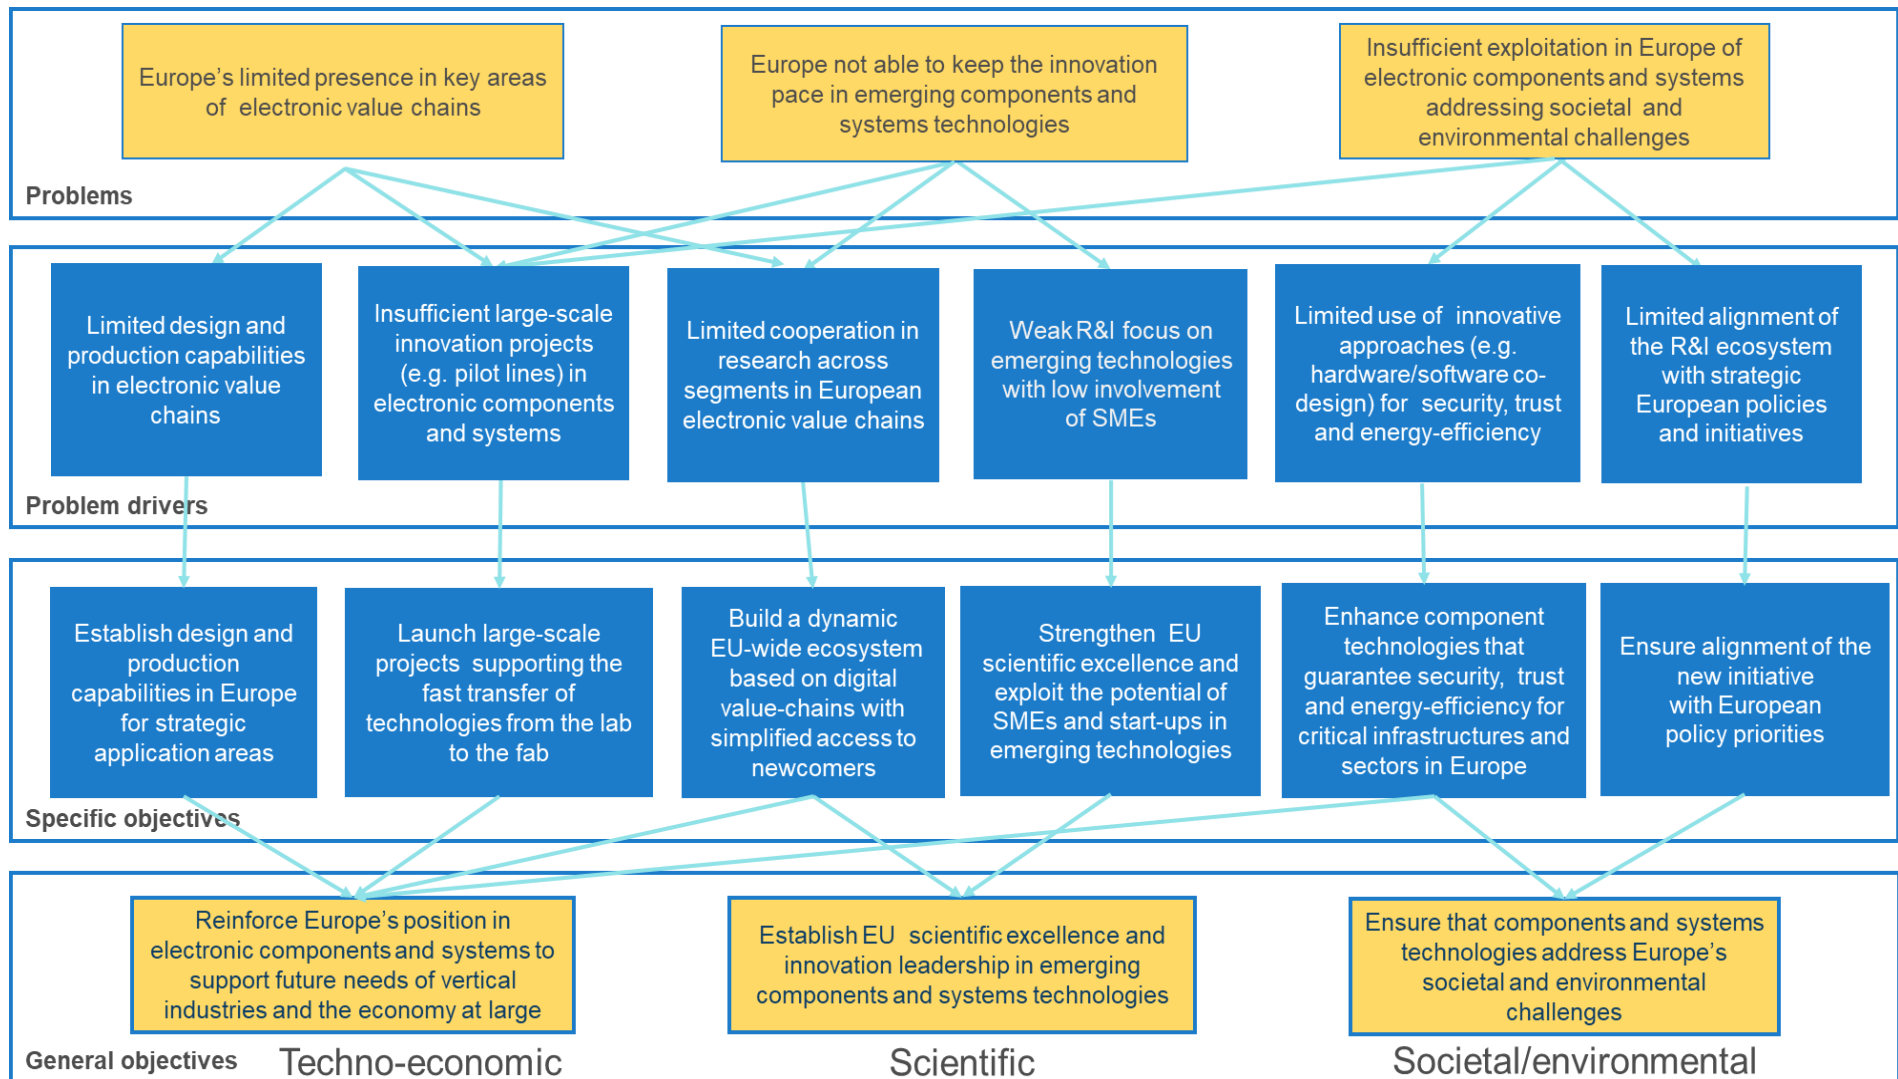 Europe's limited presence in key areas
of electronic value chains
Europe not able to keep the innovation
pace in emerging components and
systems technologies
Insufficient exploitation in Europe of
electronic components and systems
addressing societal and
environmental challenges
Problems
Limited design and
production capabilities
in electronic value
chains
Insufficient large-scale
innovation projects
(e.g. pilot lines) in
electronic components
and systems
Limited cooperation in
research across
segments in European
electronic value chains
Weak R&I focus on
emerging technologies
with low involvement
of SMEs
Limited use of innovative
approaches (e.g.
hardware/software co-
design) for security, trust
and energy-efficiency
Limited alignment of
the R&I ecosystem
with strategic
European policies
and initiatives
Problem drivers
Establish design and
production
capabilities in Europe
for strategic
application areas
Launch large-scale
projects supporting the
fast transfer of
technologies from the lab
to the fab
Build a dynamic
EU-wide ecosystem
based on digital
value-chains with
simplified access to
newcomers
Strengthen EU
scientific excellence and
exploit the potential of
SMEs and start-ups in
emerging technologies
Enhance component
technologies that
guarantee security, trust
and energy-efficiency for
critical infrastructures and
sectors in Europe
Ensure alignment of the
new initiative
with European
policy priorities
Specific objectives
Reinforce Europe's position in
electronic components and systems to
support future needs of vertical
industries and the economy at large
Establish EU scientific excellence and
innovation leadership in emerging
components and systems technologies
Ensure that components and systems
technologies address Europe's
societal and environmental
challenges
General objectives
Techno-economic
Scientific
Societal/environmental